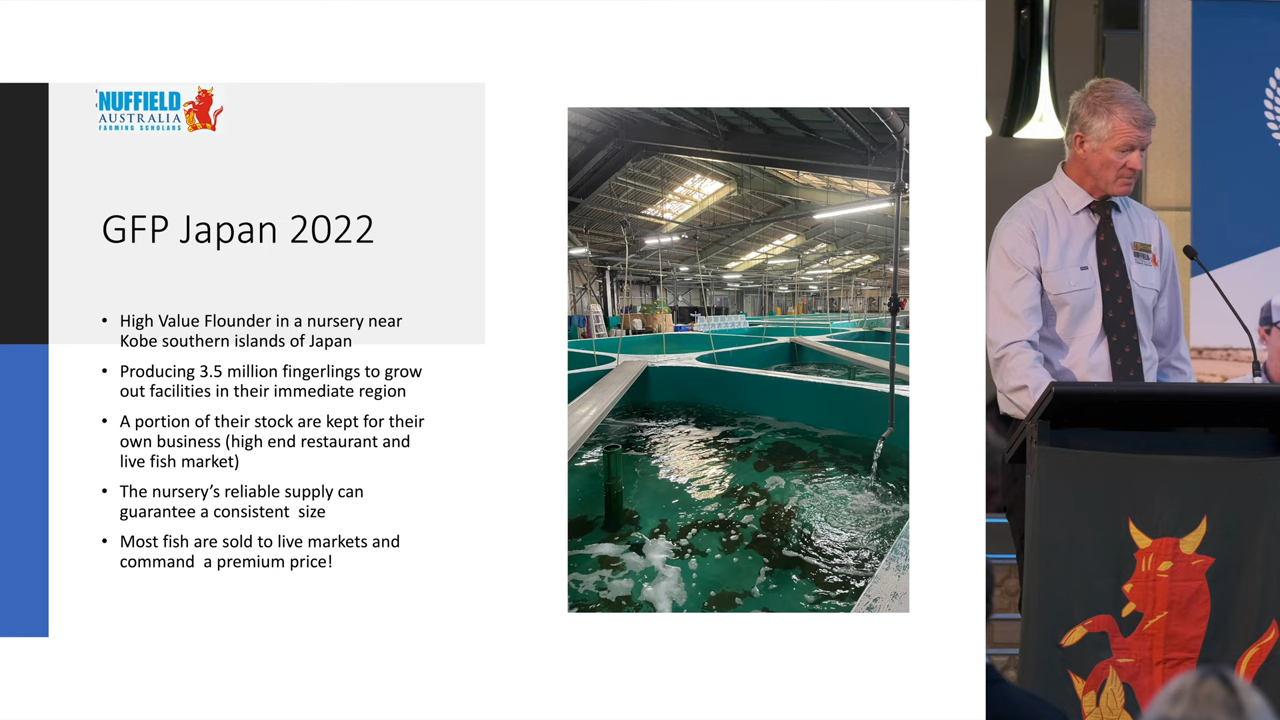 NUFFIELD
AUSTRALIA
FARMING SCHOLARS
GFP Japan 2022
• High Value Flounder in a nursery near
Kobe southern islands of Japan
• Producing 3.5 million fingerlings to grow
out facilities in their immediate region
• A portion of their stock are kept for their
own business (high end restaurant and
live fish market)
• The nursery's reliable supply can
guarantee a consistent  size
• Most fish are sold to live markets and
command  a premium price!
NUFFIELD